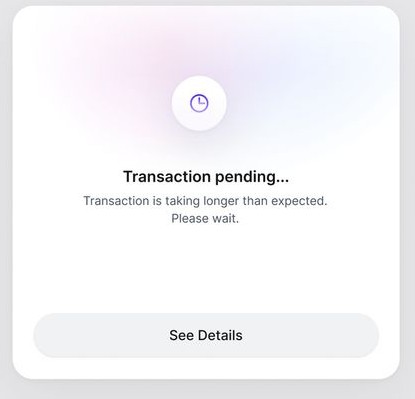 Transaction pending...
Transaction is taking longer than expected.
Please wait.
See Details